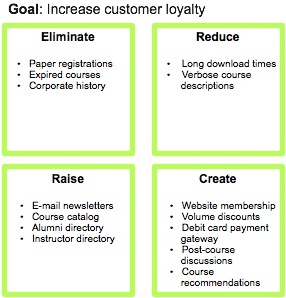 Goal: Increase customer loyalty
Eliminate
• Paper registrations
• Expired courses
• Corporate history
Reduce
• Long download times
• Verbose course
descriptions
Raise
• E-mail newsletters
• Course catalog
• Alumni directory
• Instructor directory
Create
• Website membership
• Volume discounts
• Debit card payment
gateway
• Post-course
discussions
• Course
recommendations